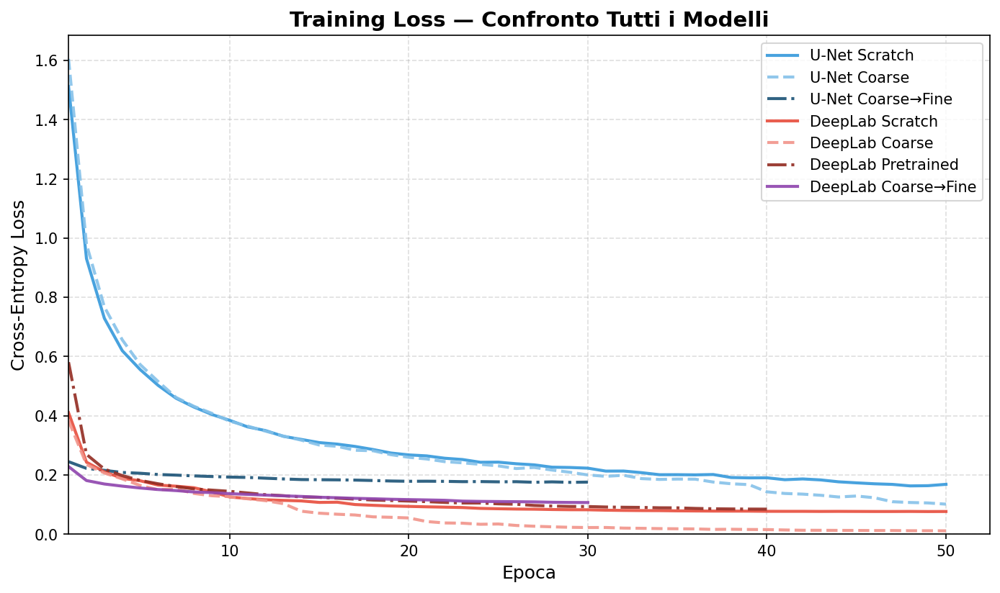 Training Loss — Confronto Tutti i Modelli
Cross-Entropy Loss
1.6
1.4
1.2
1.0
0.8
0.6
0.4
0.2
0.0
U-Net Scratch
U-Net Coarse
U-Net Coarse→Fine
DeepLab Scratch
DeepLab Coarse
DeepLab Pretrained
DeepLab Coarse→Fine
10 20 30 40 50
Epoca